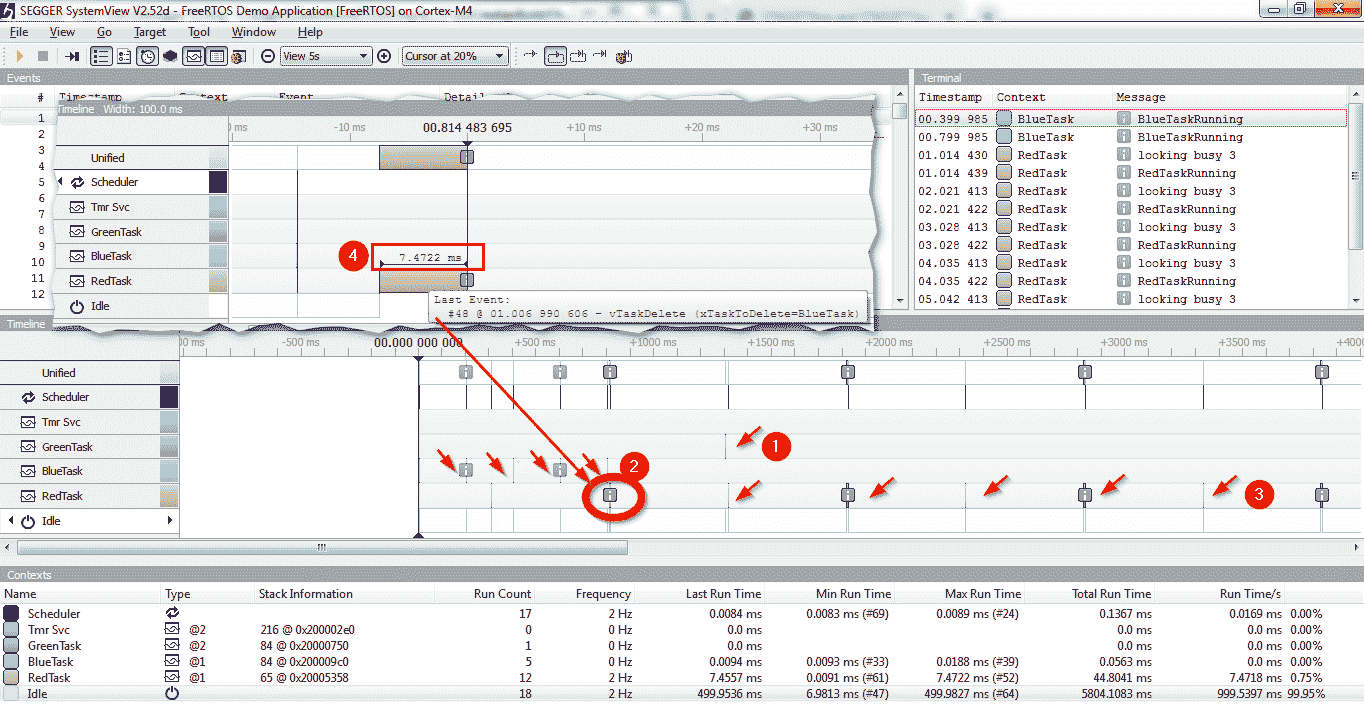 SEGGER SystemView V2.52d - FreeRTOS Demo Application [FreeRTOS] on Cortex-M4
File View Go Target Tool Window Help
View 5s Cursor at 20%
Events
# Timestamp Context Event Detail
1
2
3
4
5
6
7
8
9
10
11
12
Timeline Width: 100.0 ms
ms -10 ms 00.814 483 695 +10 ms +20 ms +30 ms
Unified
Scheduler
Tmr Svc
GreenTask
BlueTask
RedTask
Idle
4 7.4722 ms
Last Event:
#48 @ 01.006 990 606 - vTaskDelete (xTaskToDelete=BlueTask)
Terminal
Timestamp Context Message
00.399 985 BlueTask BlueTaskRunning
00.799 985 BlueTask BlueTaskRunning
01.014 430 RedTask looking busy 3
01.014 439 RedTask RedTaskRunning
02.021 413 RedTask looking busy 3
02.021 422 RedTask RedTaskRunning
03.028 413 RedTask looking busy 3
03.028 422 RedTask RedTaskRunning
04.035 413 RedTask looking busy 3
04.035 422 RedTask RedTaskRunning
05.042 413 RedTask looking busy 3
Timeline
00 ms -500 ms 00.000 000 000 +500 ms +1000 ms +1500 ms +2000 ms +2500 ms +3000 ms +3500 ms +4000
Unified
Scheduler
Tmr Svc
GreenTask 1
BlueTask 2
RedTask 3
Idle
Contexts
Name Type Stack Information Run Count Frequency Last Run Time Min Run Time Max Run Time Total Run Time Run Time/s
Scheduler 17 2 Hz 0.0084 ms 0.0083 ms (#69) 0.0089 ms (#24) 0.1367 ms 0.0169 ms 0.00%
Tmr Svc @2 216 @ 0x200002e0 0 0 Hz 0.0 ms 0.0 ms 0.0 ms 0.00%
GreenTask @2 84 @ 0x20000750 1 0 Hz 0.0 ms 0.0 ms 0.0 ms 0.00%
BlueTask @1 84 @ 0x200009c0 5 0 Hz 0.0094 ms 0.0093 ms (#33) 0.0188 ms (#39) 0.0563 ms 0.0 ms 0.00%
RedTask @1 65 @ 0x20005358 12 2 Hz 7.4557 ms 0.0091 ms (#61) 7.4722 ms (#52) 44.8041 ms 7.4718 ms 0.75%
Idle 18 2 Hz 499.9536 ms 6.9813 ms (#47) 499.9827 ms (#64) 5804.1083 ms 999.5397 ms 99.95%